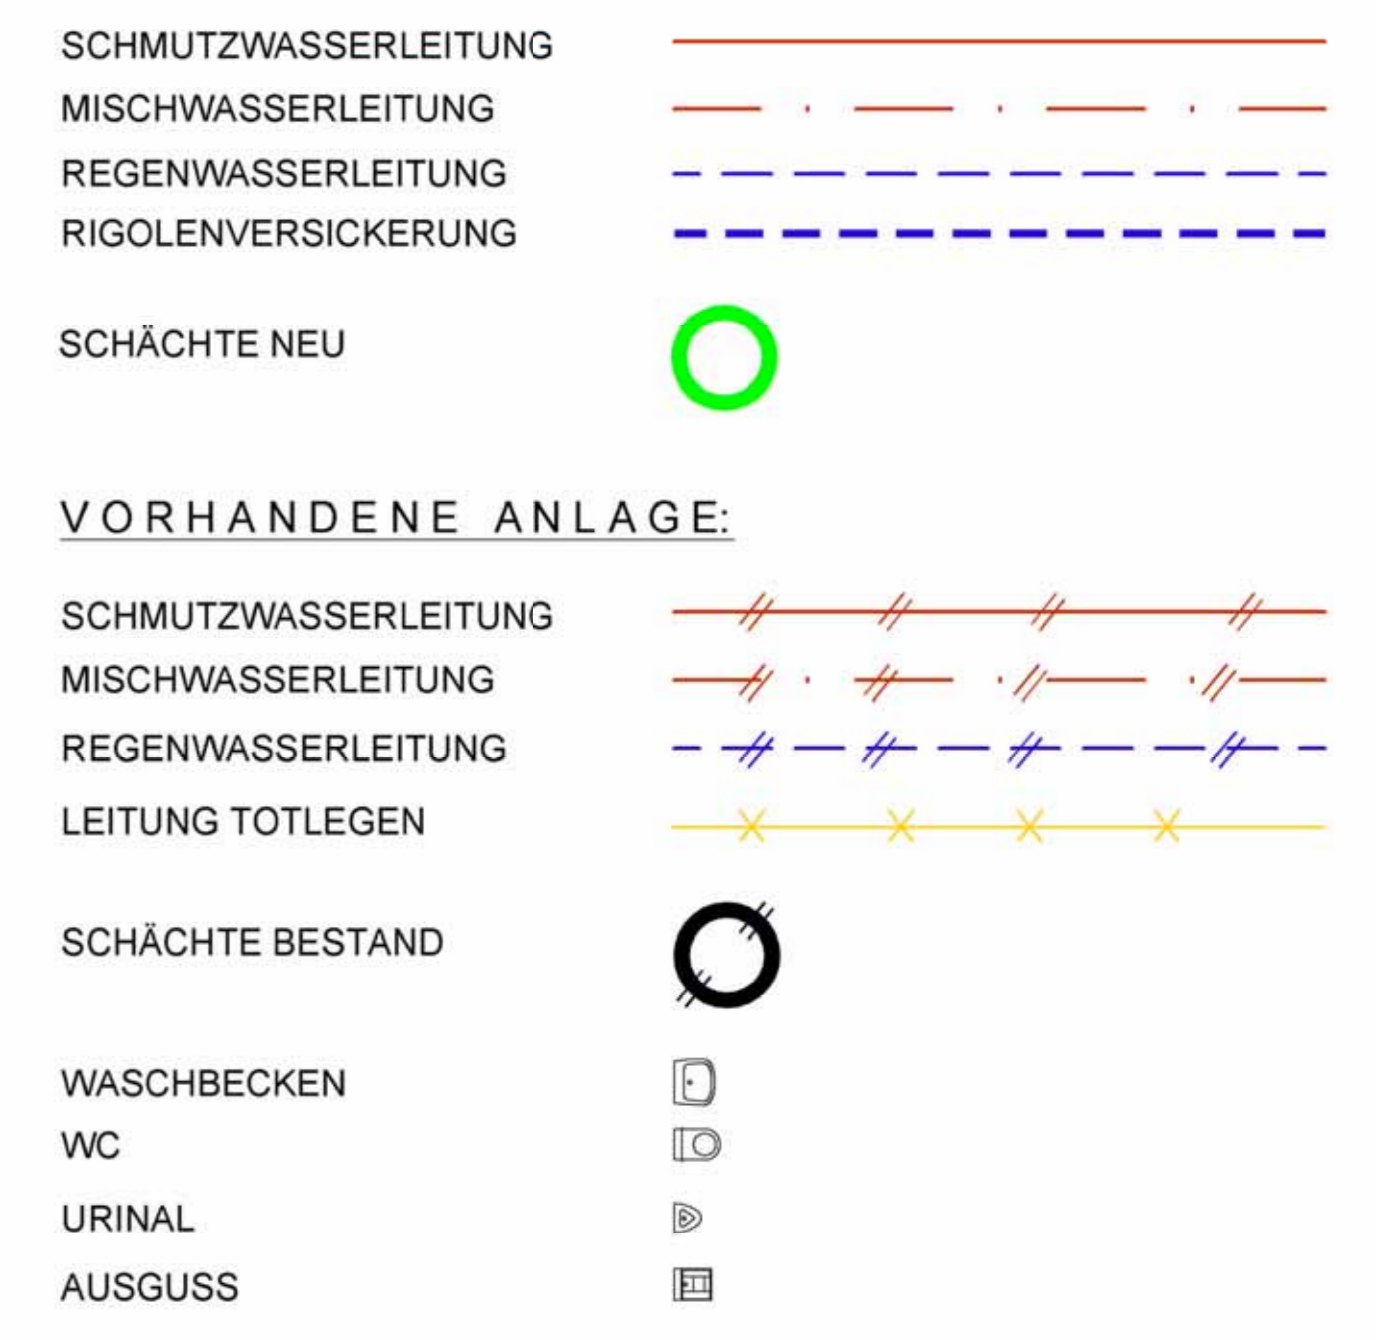 SCHMUTZWASSERLEITUNG
MISCHWASSERLEITUNG
REGENWASSERLEITUNG
RIGOLENVERSICKERUNG
SCHÄCHTE NEU
VORHANDENE ANLAGE:
SCHMUTZWASSERLEITUNG
MISCHWASSERLEITUNG
REGENWASSERLEITUNG
LEITUNG TOTLEGEN
SCHÄCHTE BESTAND
WASCHBECKEN
WC
URINAL
AUSGUSS